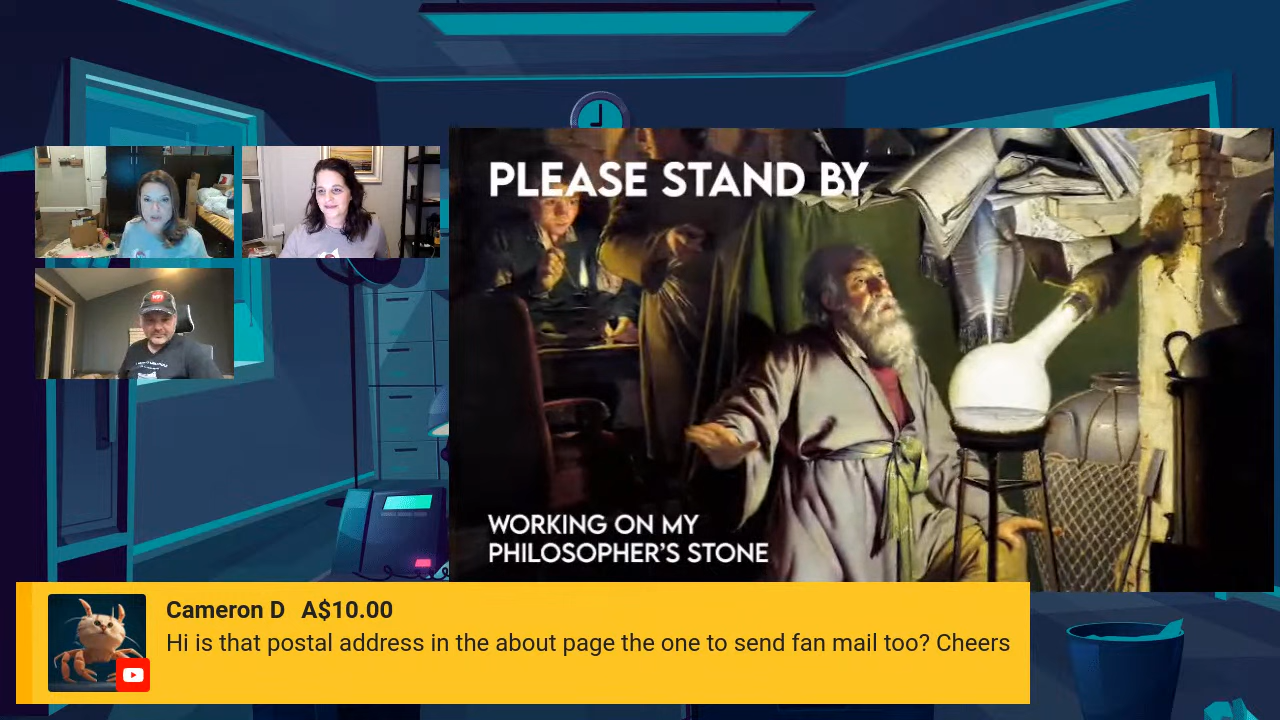 PLEASE STAND BY
WORKING ON MY
PHILOSOPHER'S STONE
Cameron D A$10.00
Hi is that postal address in the about page the one to send fan mail too? Cheers